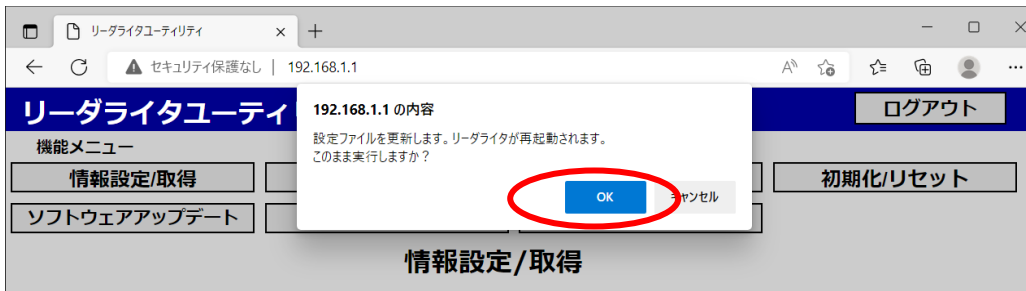 リーダライタユーティリティ
セキュリティ保護なし | 192.168.1.1
リーダライタユーティ
ログアウト
192.168.1.1 の内容
設定ファイルを更新します。リーダライタが再起動されます。
このまま実行しますか？
OK
キャンセル
機能メニュー
情報設定/取得
初期化/リセット
ソフトウェアアップデート
情報設定/取得